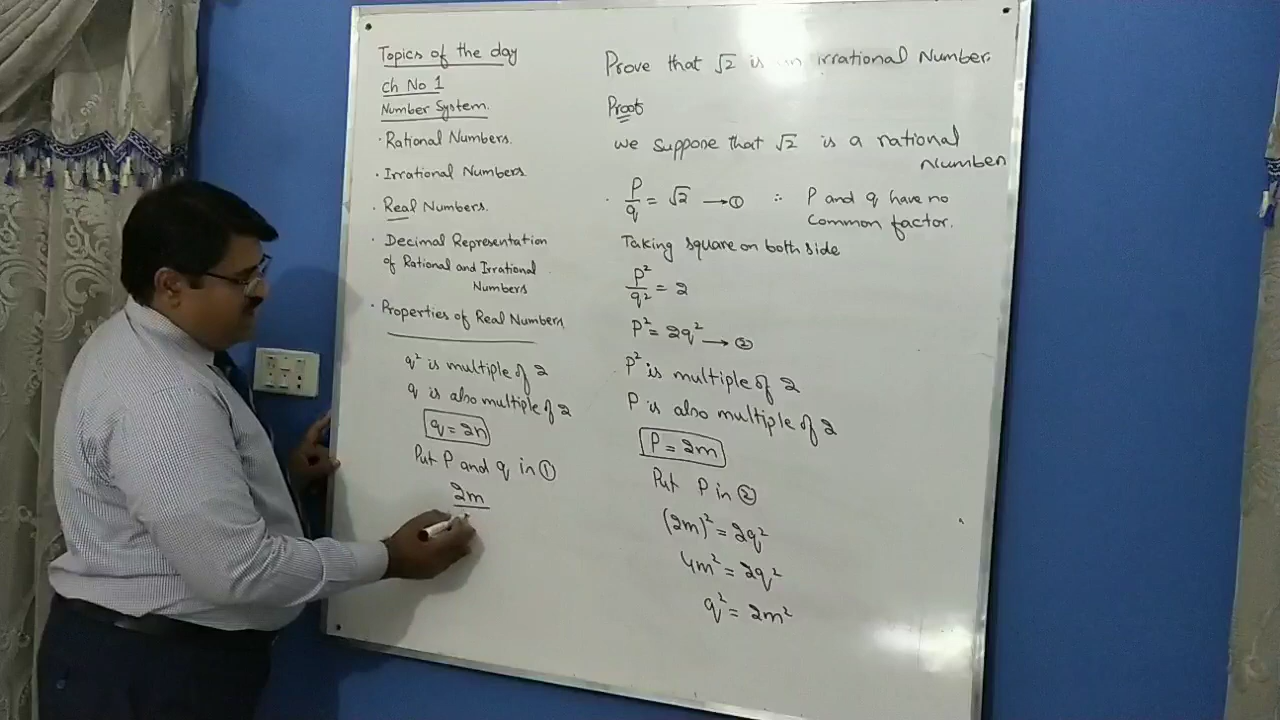 Topics of the day
Ch No 1
Number System.
· Rational Numbers.
· Irrational Numbers
· Real Numbers.
· Decimal Representation
of Rational and Irrational
Numbers
· Properties of Real Numbers
q² is multiple of 2
q is also multiple of 2
q = 2n
Put P and q in ①
2m
Prove that √2 is an irrational Number.
Proof
we suppose that √2 is a rational
Number
P/q = √2 → ① ∵ P and q have no
Common factor.
Taking square on both side
P²/q² = 2
P² = 2q² → ②
P² is multiple of 2
P is also multiple of 2
P = 2m
Put P in ②
(2m)² = 2q²
4m² = 2q²
q² = 2m²